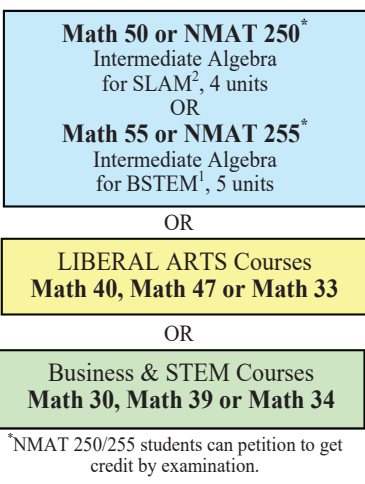 Math 50 or NMAT 250*
Intermediate Algebra
for SLAM², 4 units
OR
Math 55 or NMAT 255*
Intermediate Algebra
for BSTEM¹, 5 units
OR
LIBERAL ARTS Courses
Math 40, Math 47 or Math 33
OR
Business & STEM Courses
Math 30, Math 39 or Math 34
*NMAT 250/255 students can petition to get
credit by examination.